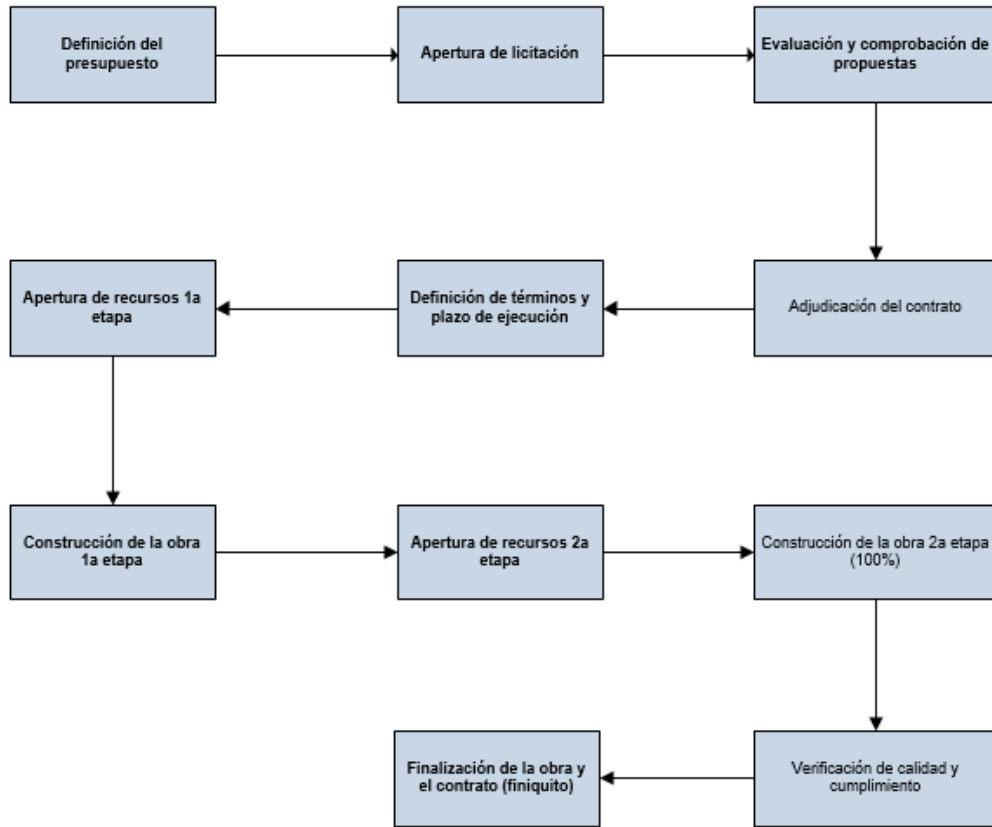 Definición del
presupuesto
Apertura de licitación
Evaluación y comprobación de
propuestas
Adjudicación del contrato
Definición de términos y
plazo de ejecución
Apertura de recursos 1a
etapa
Construcción de la obra
1a etapa
Apertura de recursos 2a
etapa
Construcción de la obra 2a etapa
(100%)
Verificación de calidad y
cumplimiento
Finalización de la obra y
el contrato (finiquito)